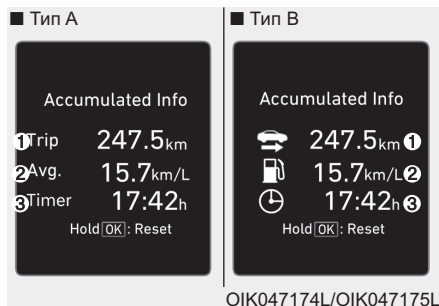 ■ Тип A
Accumulated Info
① Trip 247.5km
② Avg. 15.7km/L
③ Timer 17:42h
Hold OK : Reset
■ Тип B
Accumulated Info
247.5km ①
15.7km/L ②
17:42h ③
Hold OK : Reset
OIK047174L/OIK047175L